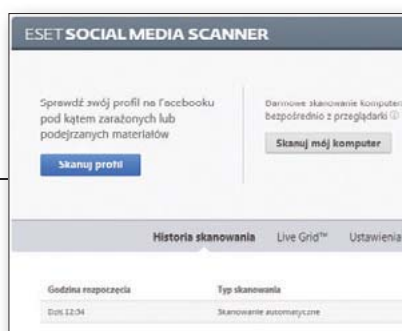 ESET SOCIAL MEDIA SCANNER
Sprawdź swój profil na Facebooku
pod kątem zarażonych lub
podejrzanych materiałów
Skanuj profil
Darmowe skanowanie komputera
bezpośrednio z przeglądarki
Skanuj mój komputer
Historia skanowania Live Grid™ Ustawienia
Godzina rozpoczęcia Typ skanowania
Dziś 12:34 Skanowanie automatyczne